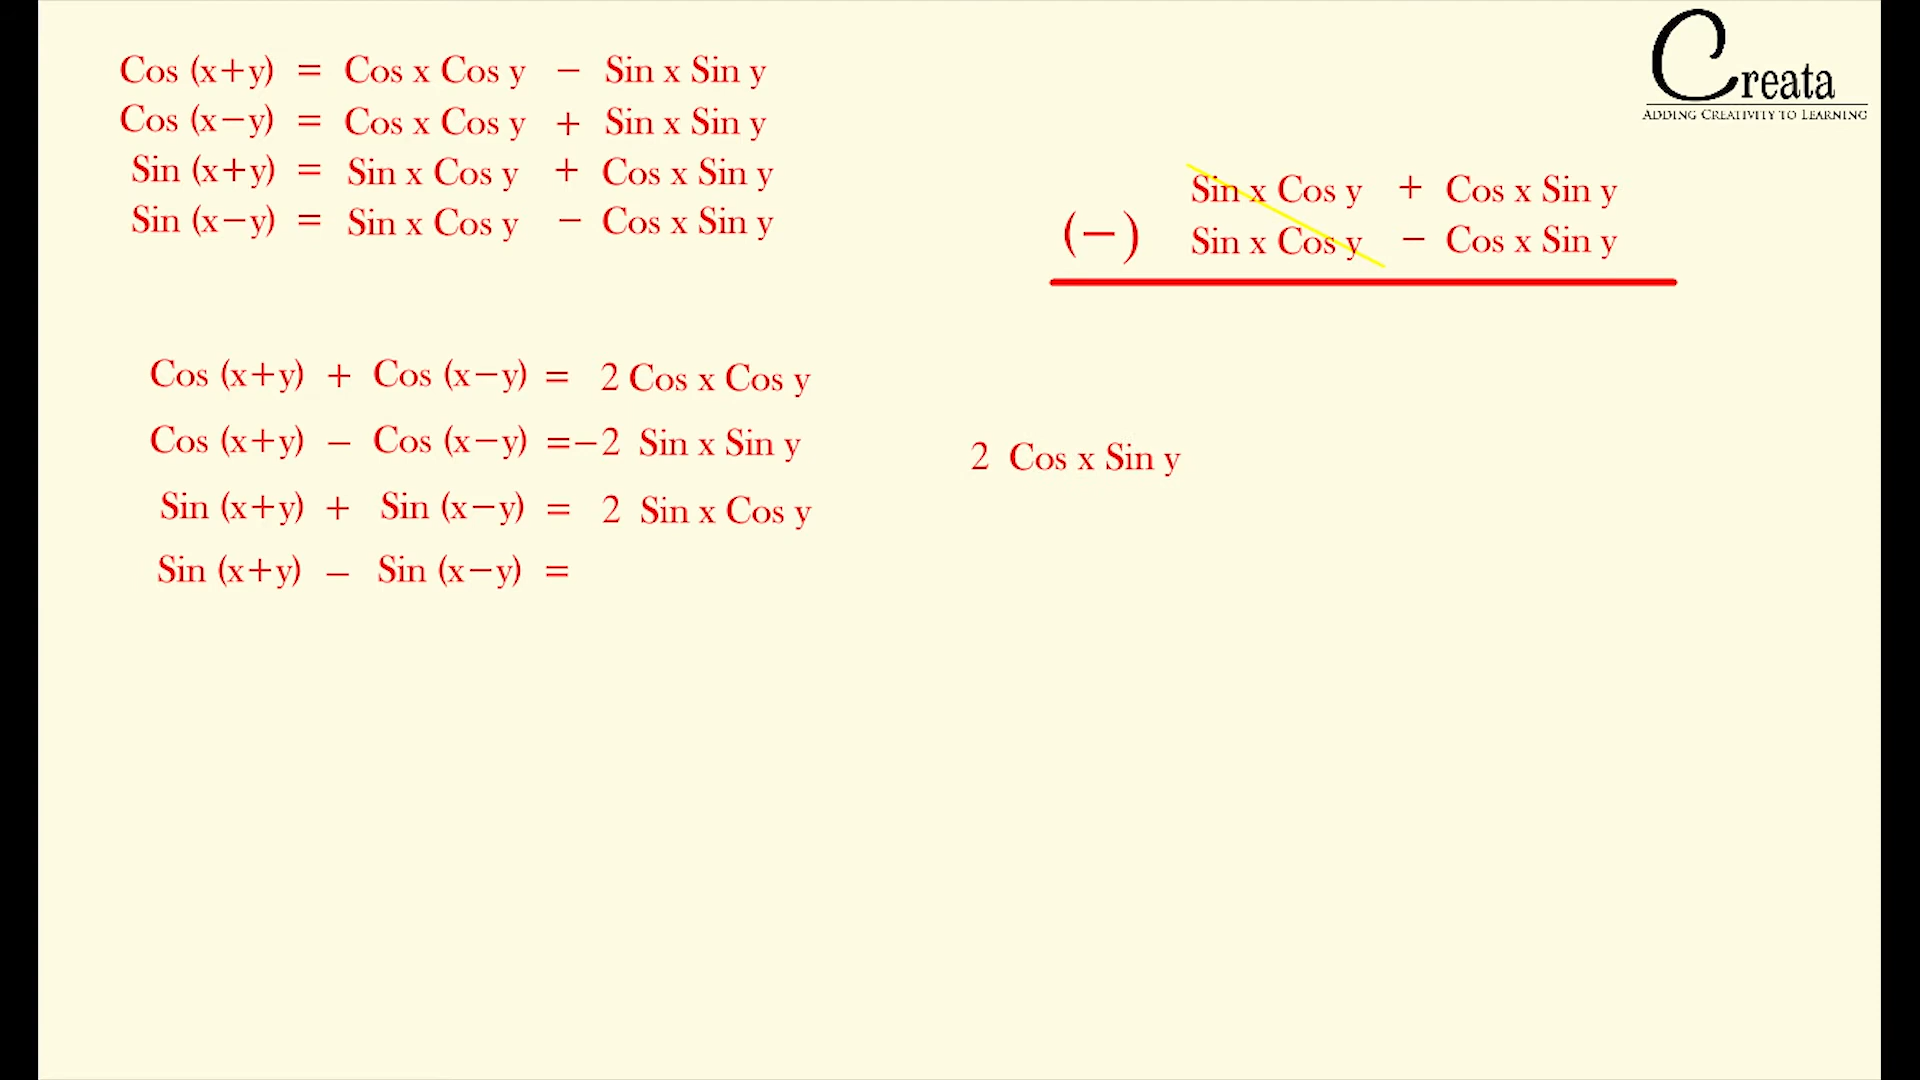 Cos (x+y) = Cos x Cos y − Sin x Sin y
Cos (x−y) = Cos x Cos y + Sin x Sin y
Sin (x+y) = Sin x Cos y + Cos x Sin y
Sin (x−y) = Sin x Cos y − Cos x Sin y
Creata
ADDING CREATIVITY TO LEARNING
Sin x Cos y + Cos x Sin y
(−) Sin x Cos y − Cos x Sin y
Cos (x+y) + Cos (x−y) = 2 Cos x Cos y
Cos (x+y) − Cos (x−y) =−2 Sin x Sin y
Sin (x+y) + Sin (x−y) = 2 Sin x Cos y
Sin (x+y) − Sin (x−y) =
2 Cos x Sin y